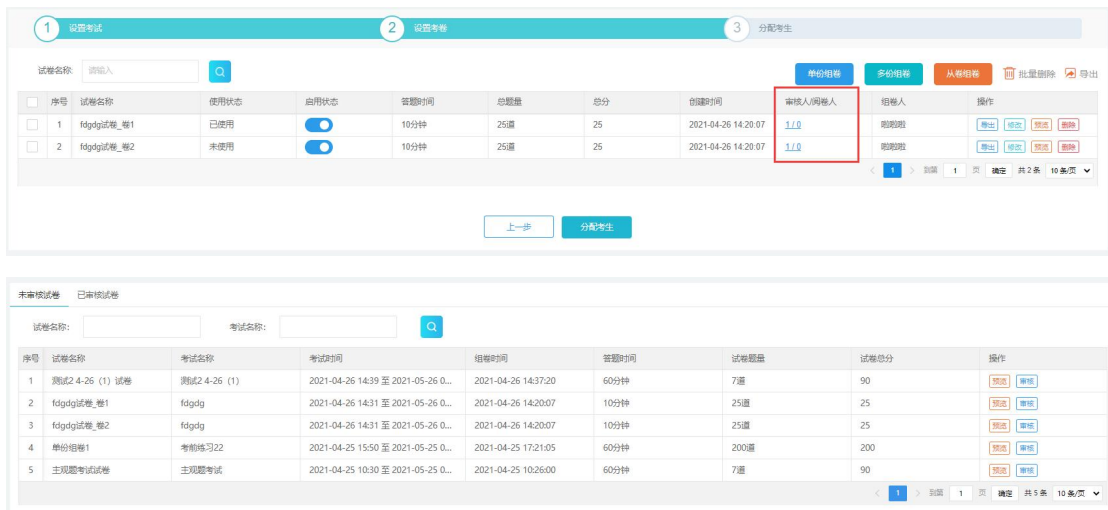 1 设置考试 2 设置考卷 3 分配考生
试卷名称: 请输入 单份组卷 多份组卷 从卷组卷 批量删除 导出
序号 试卷名称 使用状态 启用状态 答题时间 总题量 总分 创建时间 审核人/阅卷人 组卷人 操作
1 fdgdg试卷_卷1 已使用 10分钟 25道 25 2021-04-26 14:20:07 1 / 0 啦啦啦 导出 修改 预览 删除
2 fdgdg试卷_卷2 未使用 10分钟 25道 25 2021-04-26 14:20:07 1 / 0 啦啦啦 导出 修改 预览 删除
< 1 > 到第 1 页 确定 共 2 条 10 条/页
上一步 分配考生
未审核试卷 已审核试卷
试卷名称: 考试名称:
序号 试卷名称 考试名称 考试时间 组卷时间 答题时间 试卷题量 试卷总分 操作
1 测试2 4-26（1）试卷 测试2 4-26（1） 2021-04-26 14:39 至 2021-05-26 0... 2021-04-26 14:37:20 60分钟 7道 90 预览 审核
2 fdgdg试卷_卷1 fdgdg 2021-04-26 14:31 至 2021-05-26 0... 2021-04-26 14:20:07 10分钟 25道 25 预览 审核
3 fdgdg试卷_卷2 fdgdg 2021-04-26 14:31 至 2021-05-26 0... 2021-04-26 14:20:07 10分钟 25道 25 预览 审核
4 单份组卷1 考前练习22 2021-04-25 15:50 至 2021-05-25 0... 2021-04-25 17:21:05 60分钟 200道 200 预览 审核
5 主观题考试试卷 主观题考试 2021-04-25 10:30 至 2021-05-25 0... 2021-04-25 10:26:00 60分钟 7道 90 预览 审核
< 1 > 到第 1 页 确定 共 5 条 10 条/页